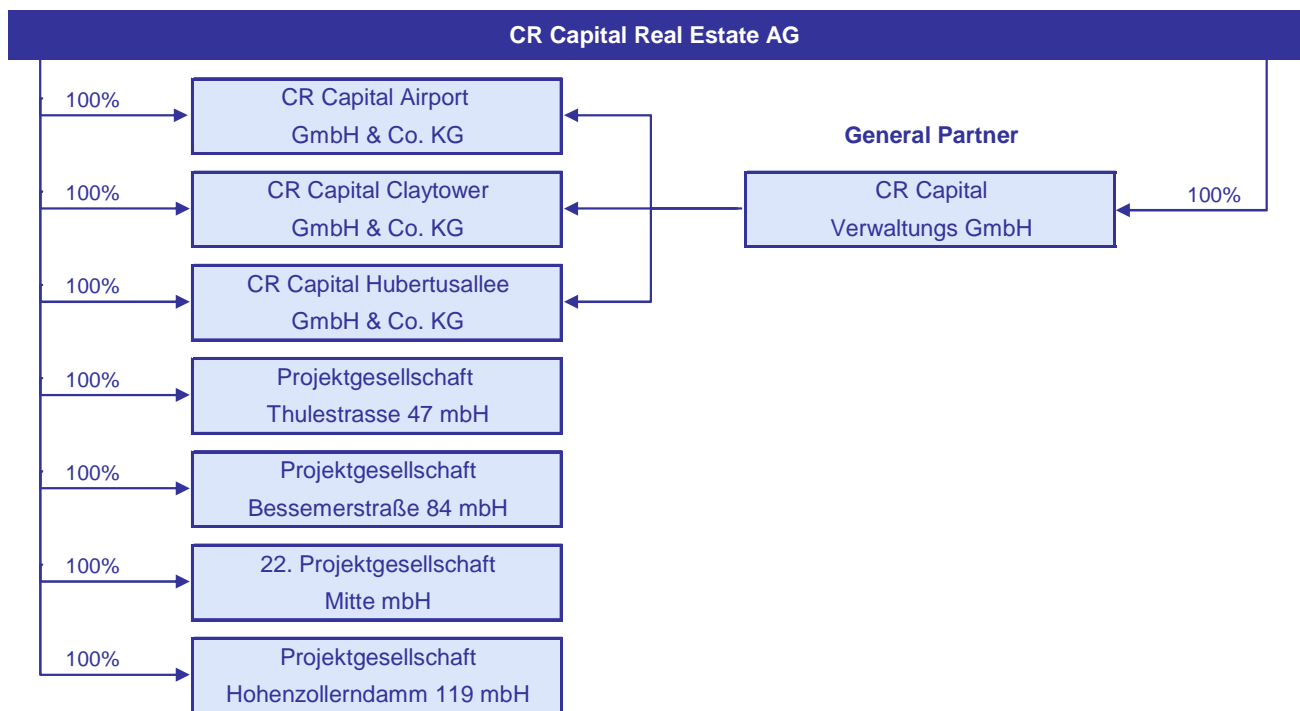 CR Capital Real Estate AG
100%
CR Capital Airport
GmbH & Co. KG
General Partner
100%
CR Capital Claytower
GmbH & Co. KG
CR Capital
Verwaltungs GmbH
100%
100%
CR Capital Hubertusallee
GmbH & Co. KG
100%
Projektgesellschaft
Thulestrasse 47 mbH
100%
Projektgesellschaft
Bessemerstraße 84 mbH
100%
22. Projektgesellschaft
Mitte mbH
100%
Projektgesellschaft
Hohenzollerndamm 119 mbH